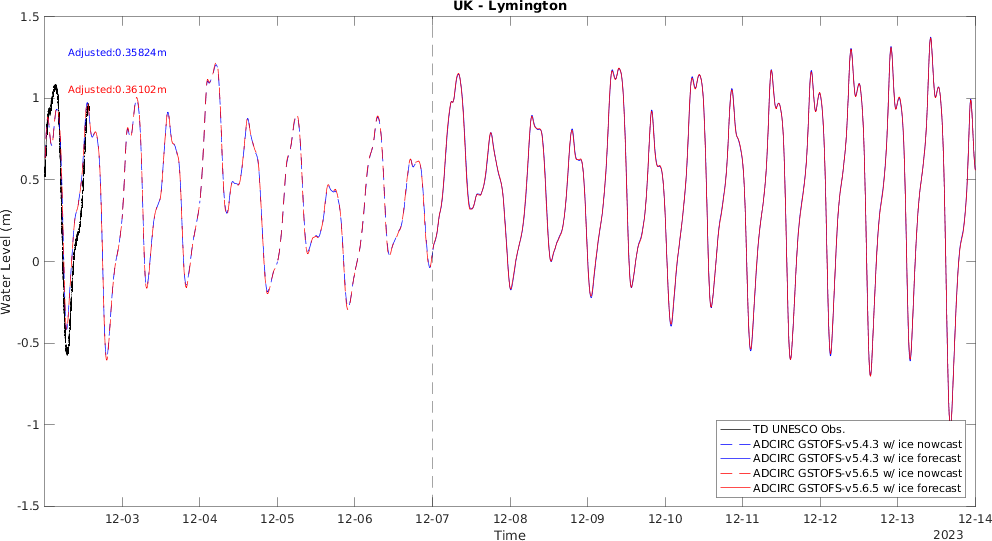 UK - Lymington
1.5
Adjusted:0.35824m
1
Adjusted:0.36102m
0.5
0
-0.5
-1
-1.5
Water Level (m)
TD UNESCO Obs.
ADCIRC GSTOFS-v5.4.3 w/ ice nowcast
ADCIRC GSTOFS-v5.4.3 w/ ice forecast
ADCIRC GSTOFS-v5.6.5 w/ ice nowcast
ADCIRC GSTOFS-v5.6.5 w/ ice forecast
12-03 12-04 12-05 12-06 12-07 12-08 12-09 12-10 12-11 12-12 12-13 12-14
Time
2023